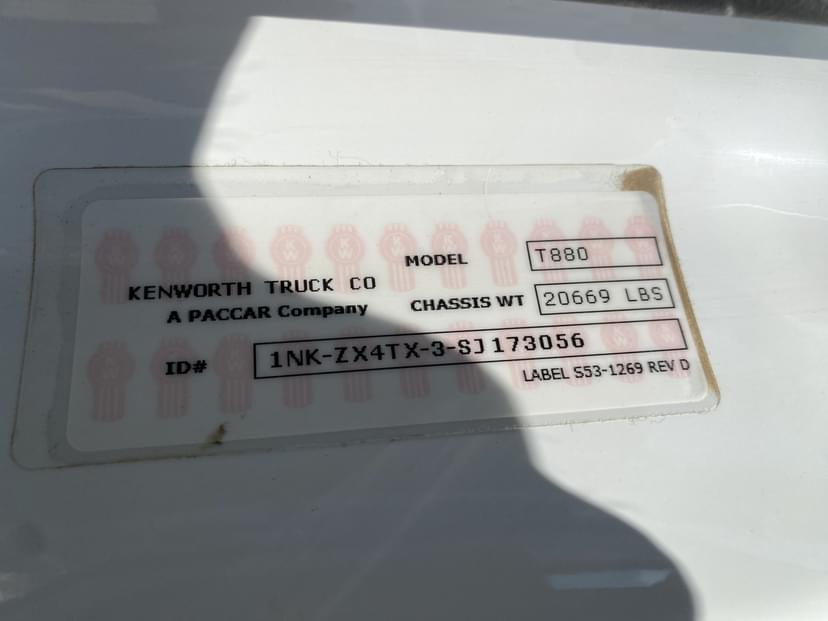 MODEL T880
KENWORTH TRUCK CO
A PACCAR Company CHASSIS WT 20669 LBS
ID# 1NK-ZX4TX-3-SJ173056
LABEL S53-1269 REV D